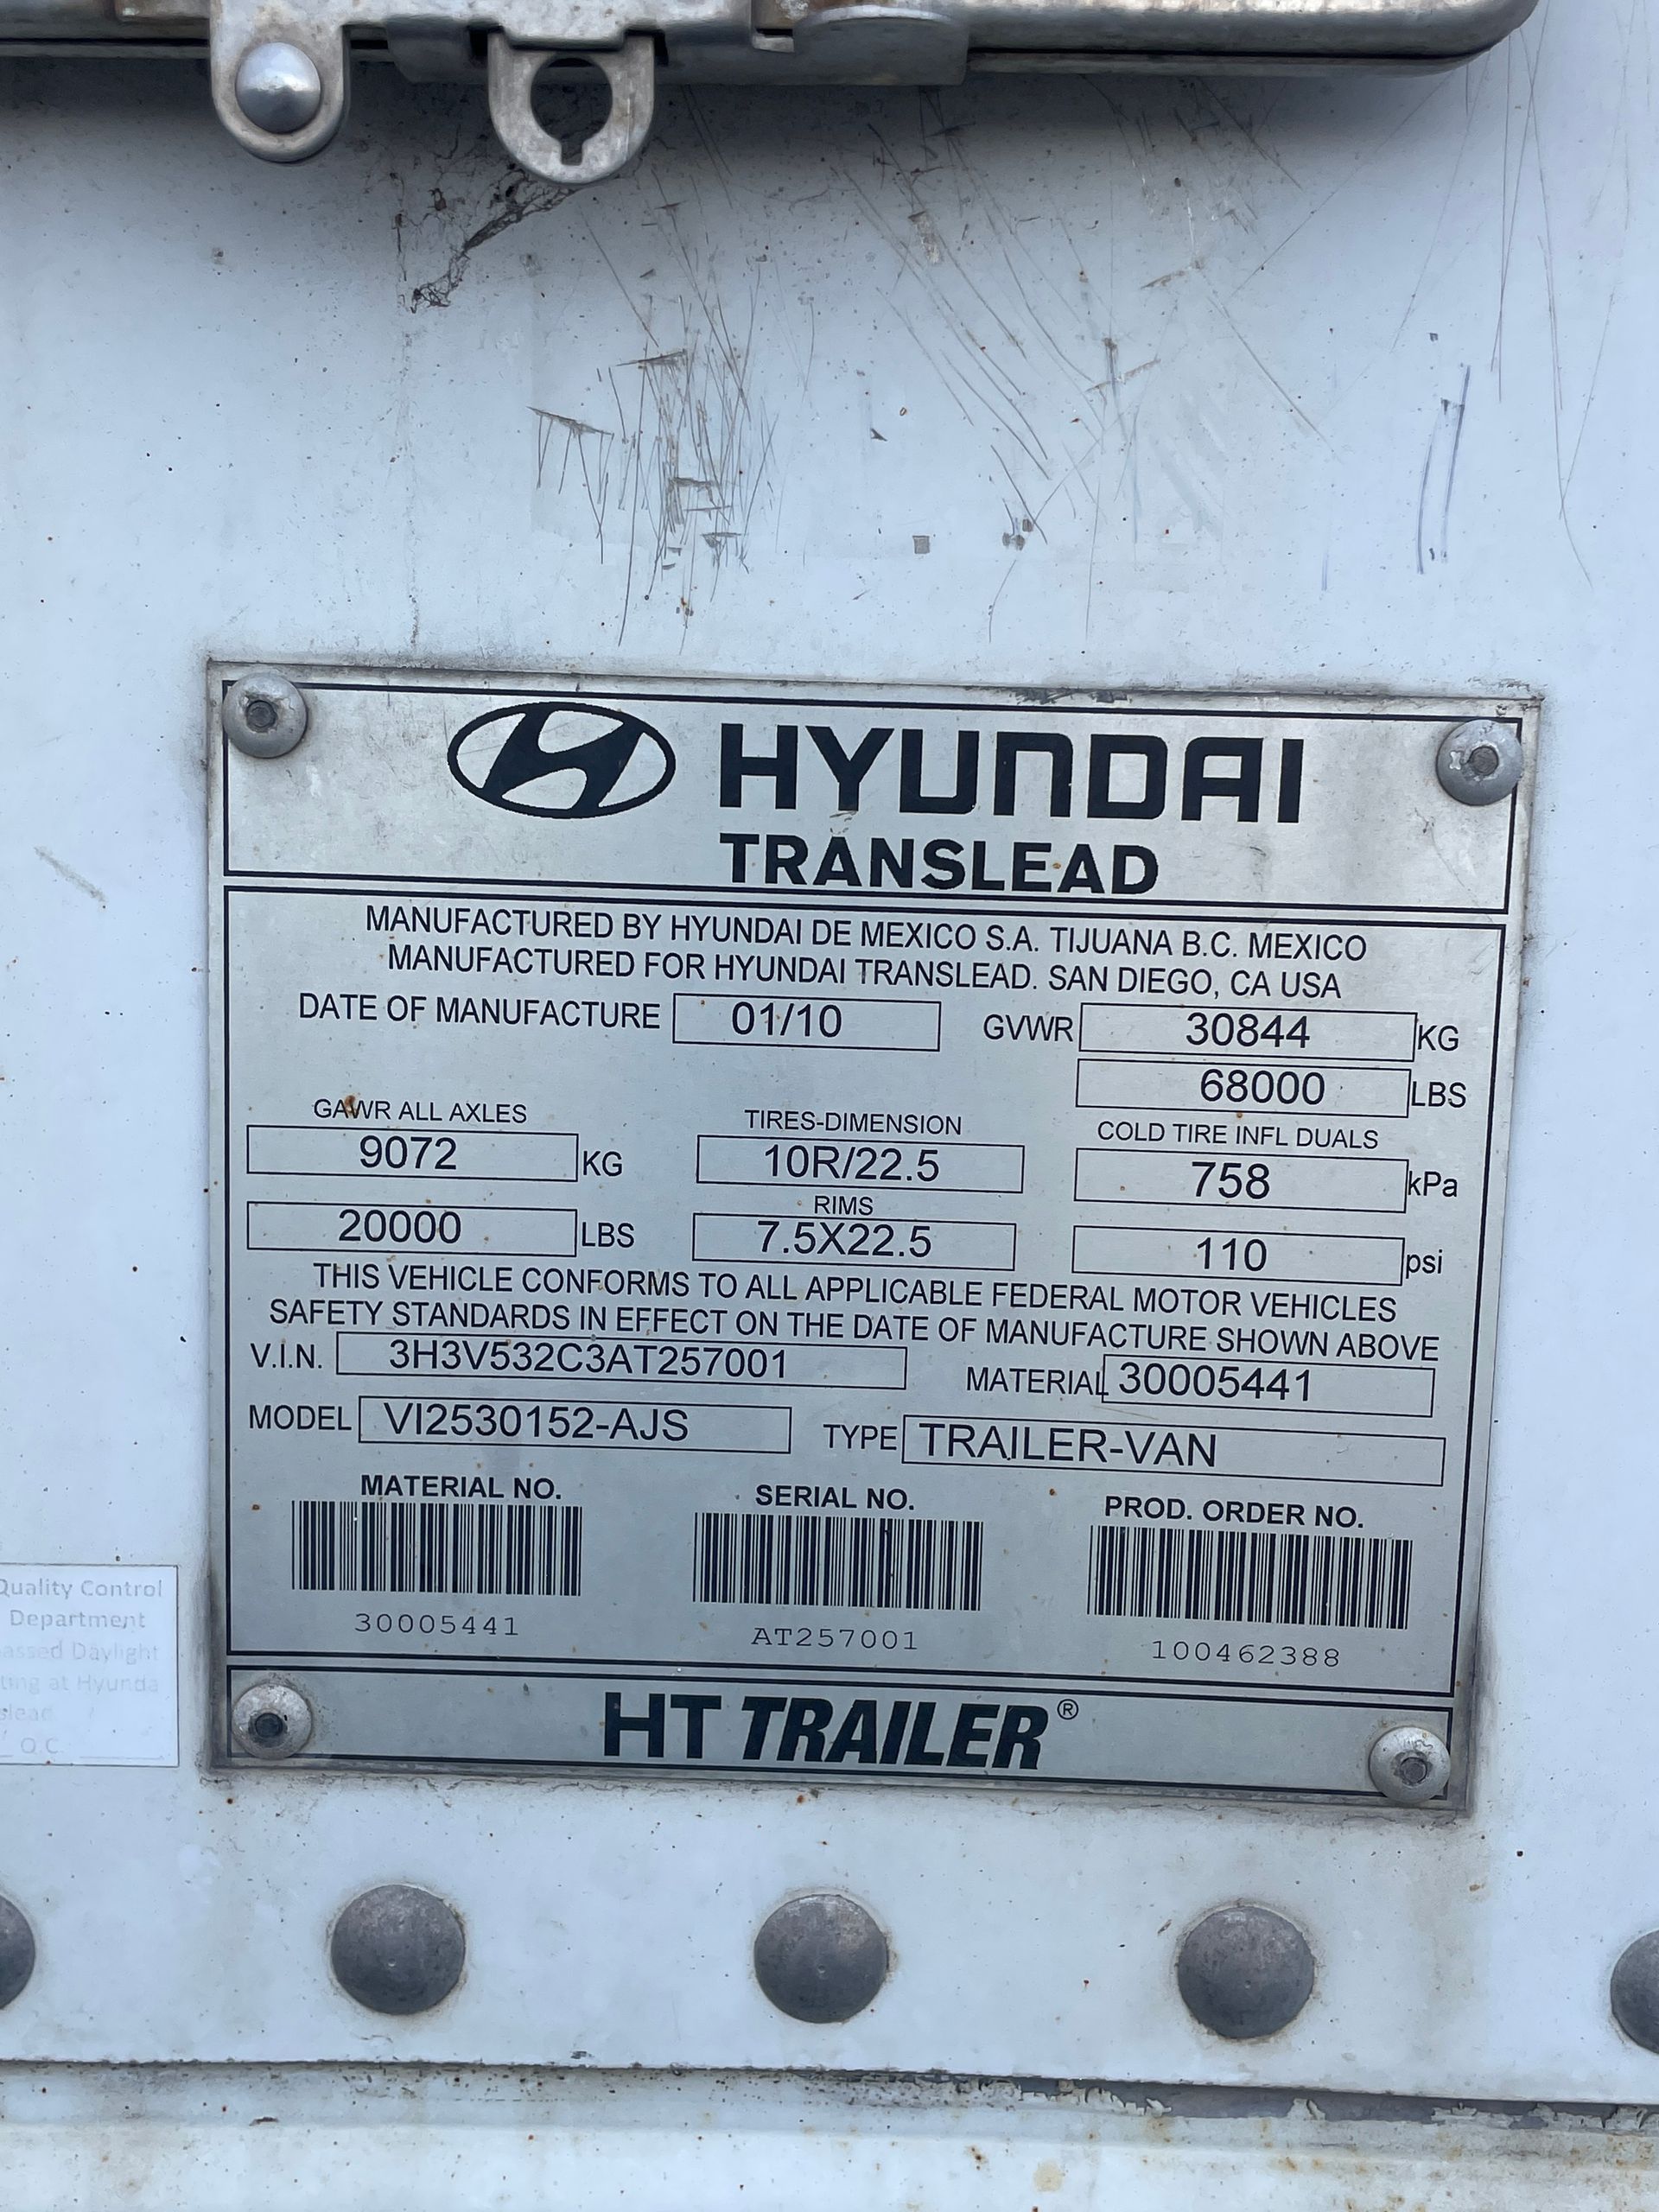 HYUNDAI
TRANSLEAD
MANUFACTURED BY HYUNDAI DE MEXICO S.A. TIJUANA B.C. MEXICO
MANUFACTURED FOR HYUNDAI TRANSLEAD. SAN DIEGO, CA USA
DATE OF MANUFACTURE 01/10 GVWR 30844 KG
68000 LBS
GAWR ALL AXLES TIRES-DIMENSION COLD TIRE INFL DUALS
9072 KG 10R/22.5 758 kPa
RIMS
20000 LBS 7.5X22.5 110 psi
THIS VEHICLE CONFORMS TO ALL APPLICABLE FEDERAL MOTOR VEHICLES
SAFETY STANDARDS IN EFFECT ON THE DATE OF MANUFACTURE SHOWN ABOVE
V.I.N. 3H3V532C3AT257001 MATERIAL 30005441
MODEL VI2530152-AJS TYPE TRAILER-VAN
MATERIAL NO. SERIAL NO. PROD. ORDER NO.
30005441 AT257001 100462388
HT TRAILER®
Quality Control
Department
Daylight
at Hyunda
Q.C.